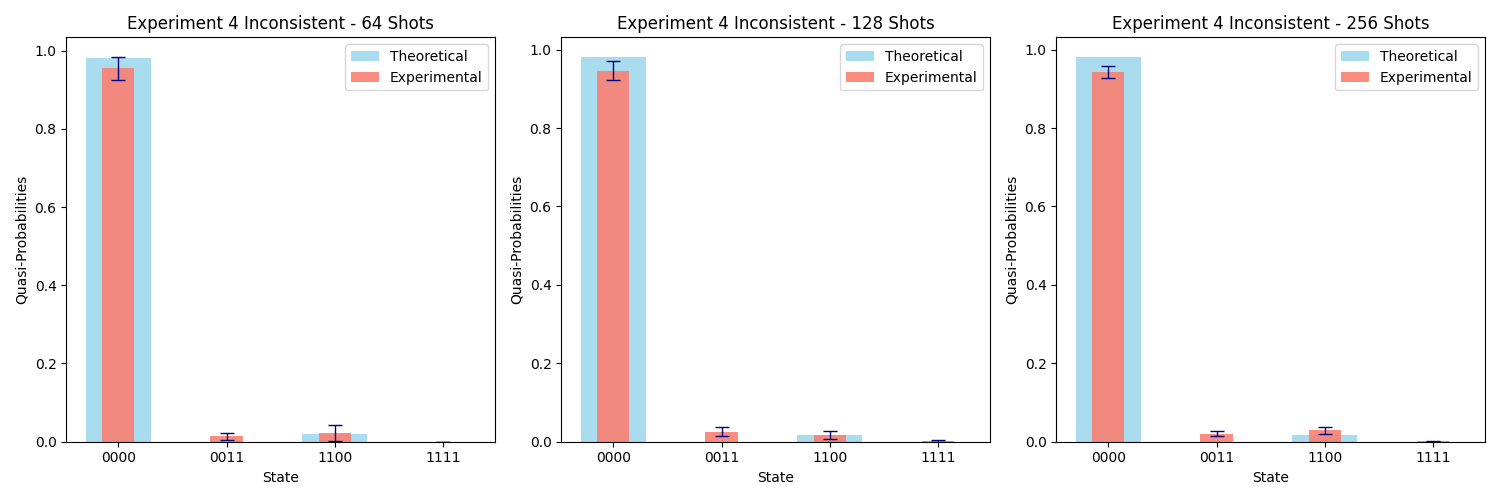 Experiment 4 Inconsistent - 64 Shots
Theoretical
Experimental
Quasi-Probabilities
1.0
0.8
0.6
0.4
0.2
0.0
0000
0011
1100
1111
State
Experiment 4 Inconsistent - 128 Shots
Theoretical
Experimental
Quasi-Probabilities
1.0
0.8
0.6
0.4
0.2
0.0
0000
0011
1100
1111
State
Experiment 4 Inconsistent - 256 Shots
Theoretical
Experimental
Quasi-Probabilities
1.0
0.8
0.6
0.4
0.2
0.0
0000
0011
1100
1111
State